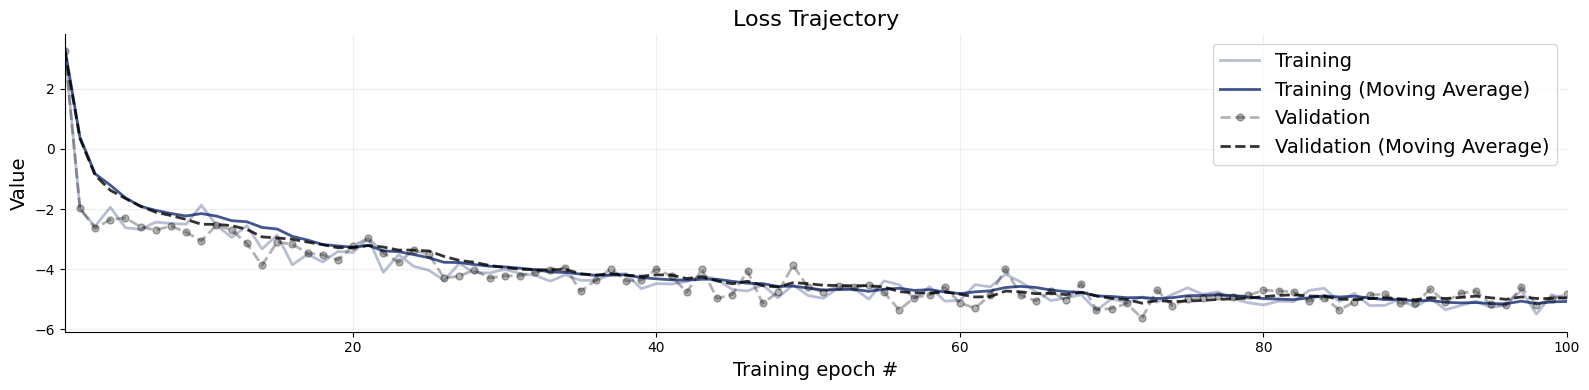 Loss Trajectory
Training
Training (Moving Average)
Validation
Validation (Moving Average)
Value
2
0
−2
−4
−6
20
40
60
80
100
Training epoch #